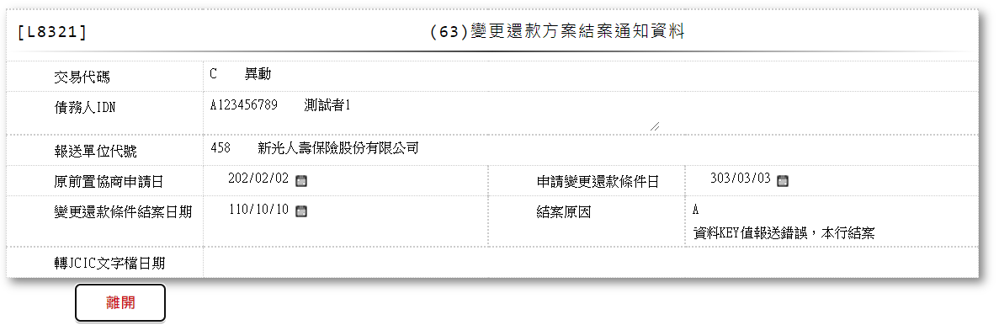 [L8321] (63)變更還款方案結案通知資料
交易代碼 C 異動
債務人IDN A123456789 測試者1
報送單位代號 458 新光人壽保險股份有限公司
原前置協商申請日 202/02/02 申請變更還款條件日 303/03/03
變更還款條件結案日期 110/10/10 結案原因 A
資料KEY值報送錯誤，本行結案
轉JCIC文字檔日期
離開